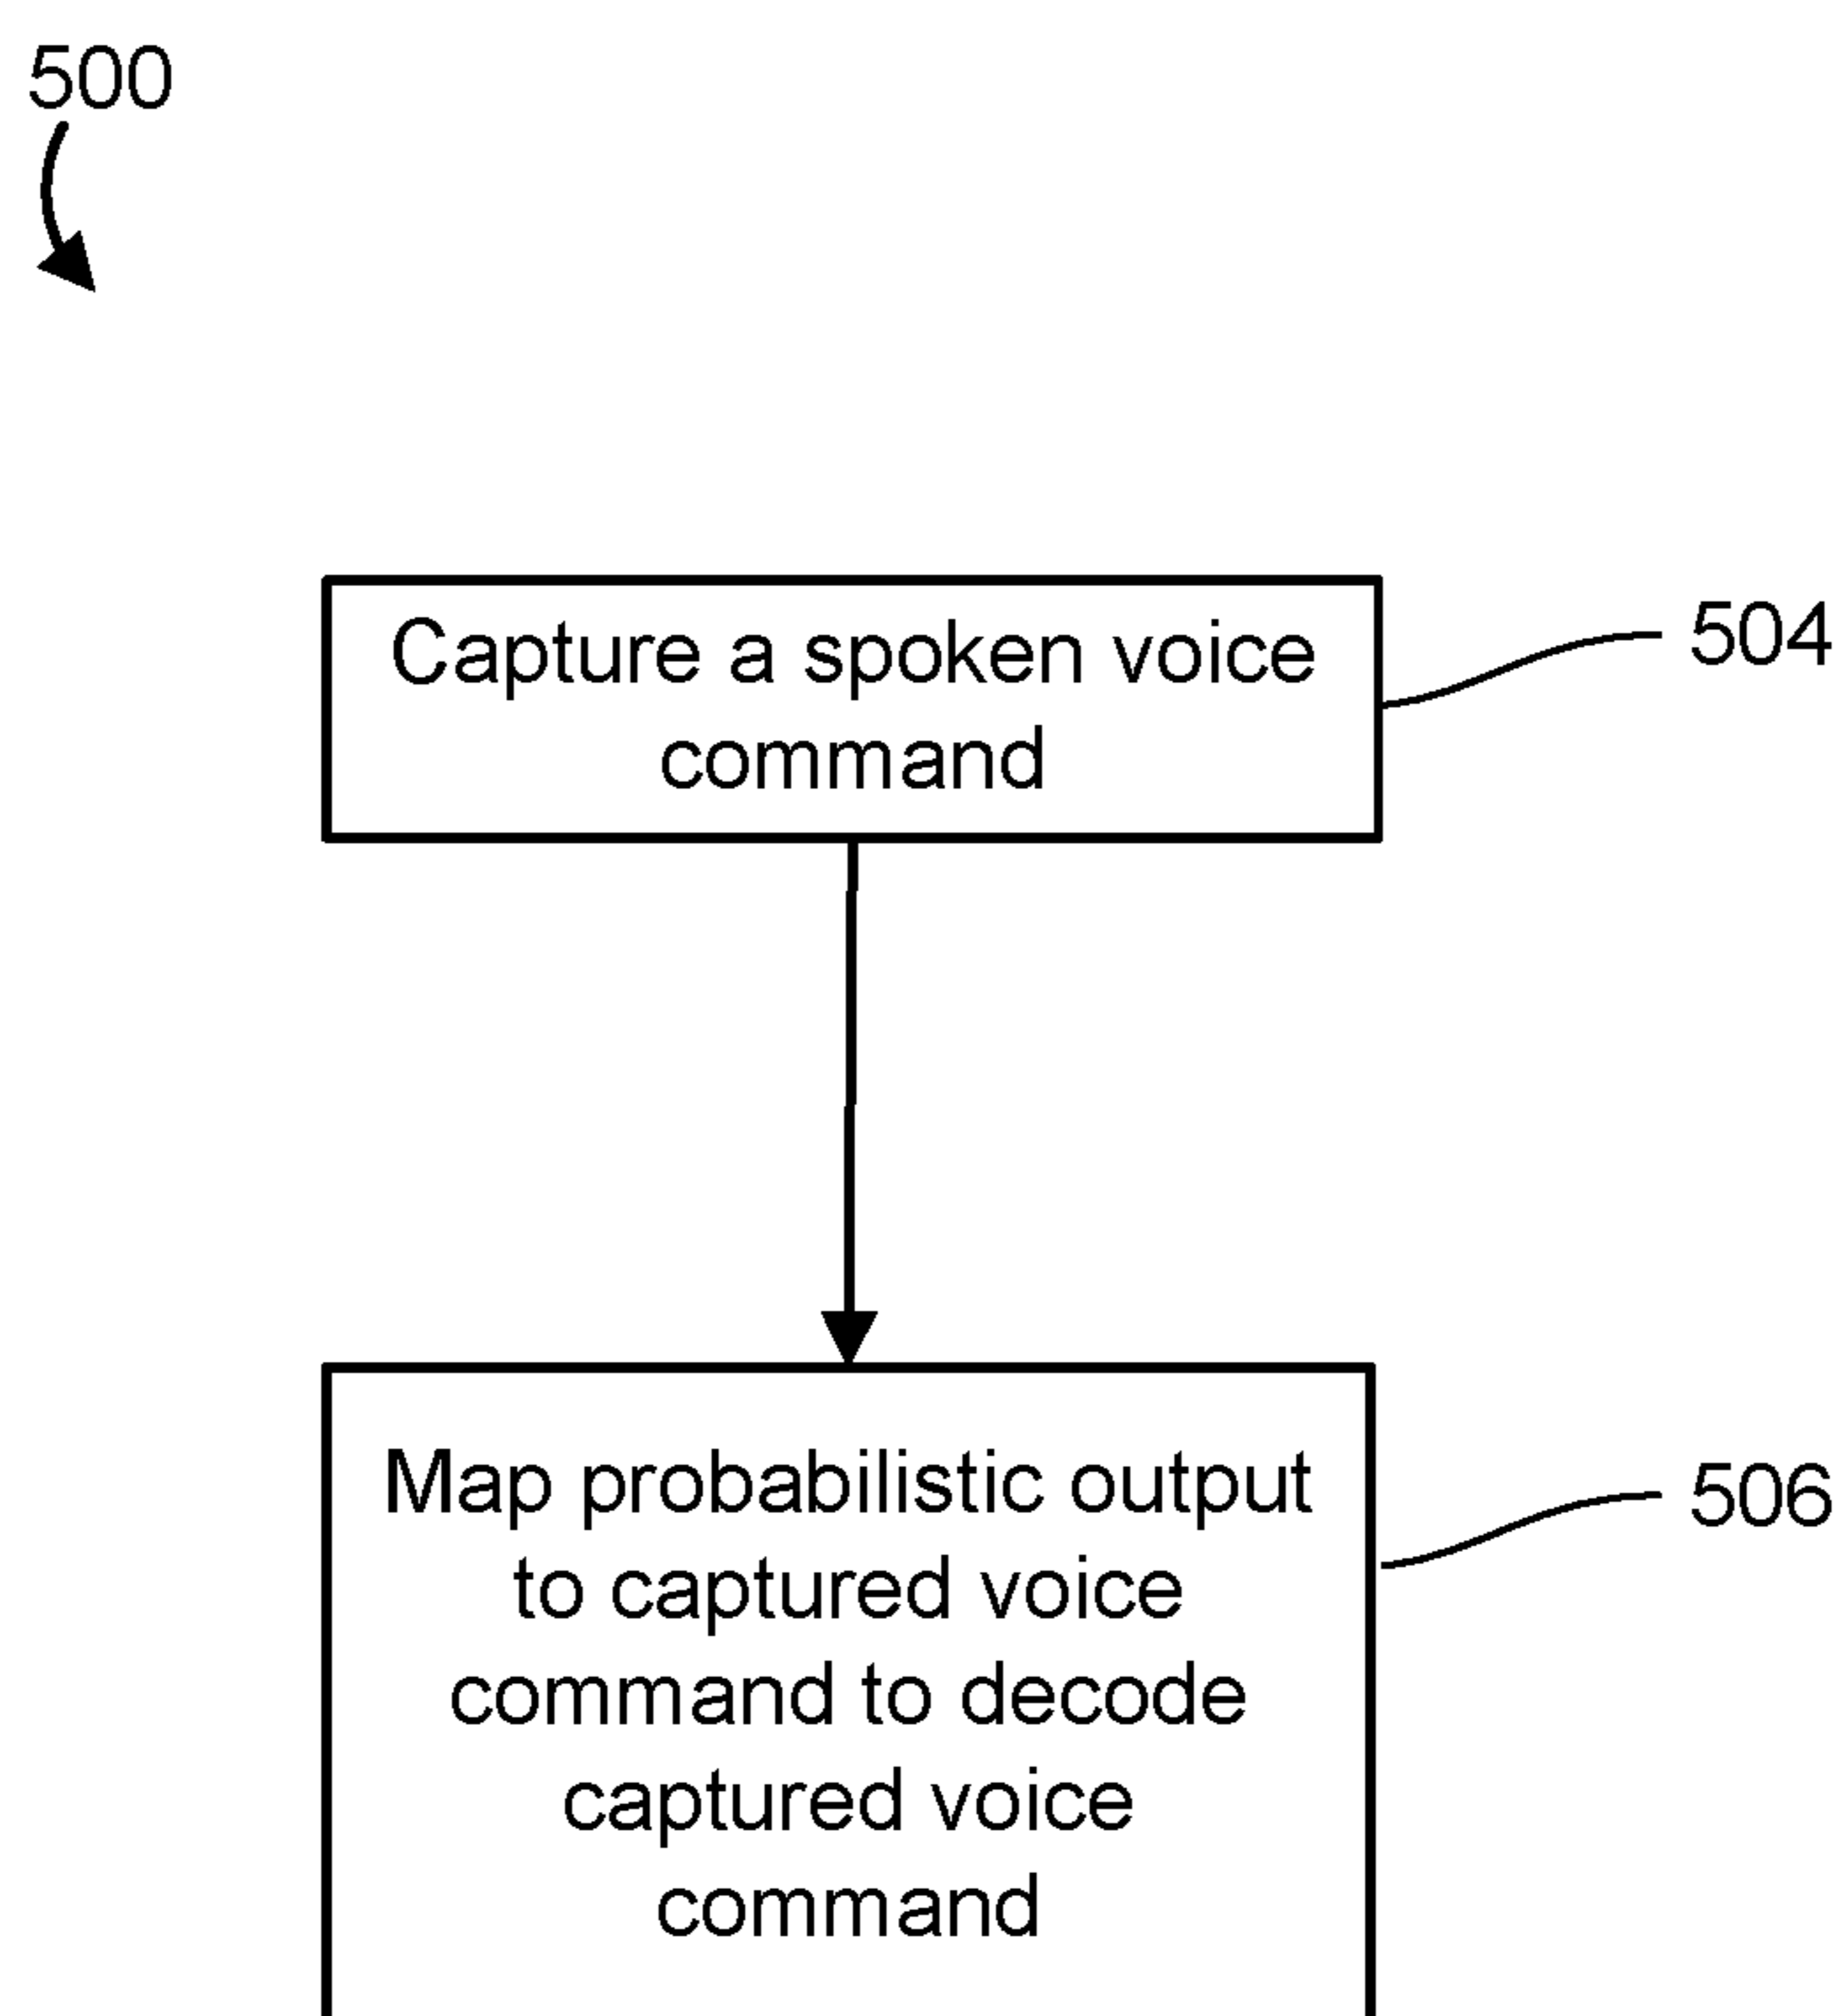 500
Capture a spoken voice
command
504
Map probabilistic output
to captured voice
command to decode
captured voice
command
506